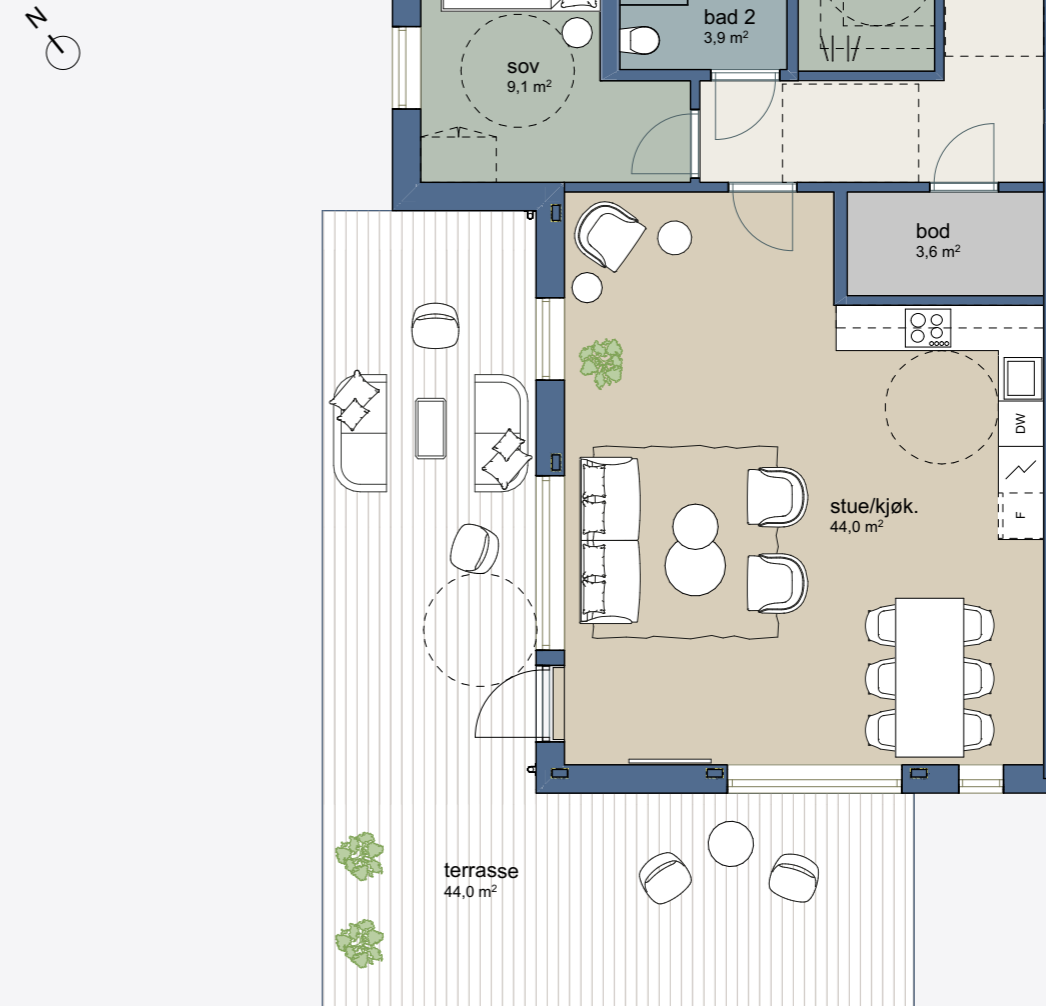 N
bad 2
3,9 m²
sov
9,1 m²
bod
3,6 m²
DW
stue/kjøk.
44,0 m²
F
terrasse
44,0 m²